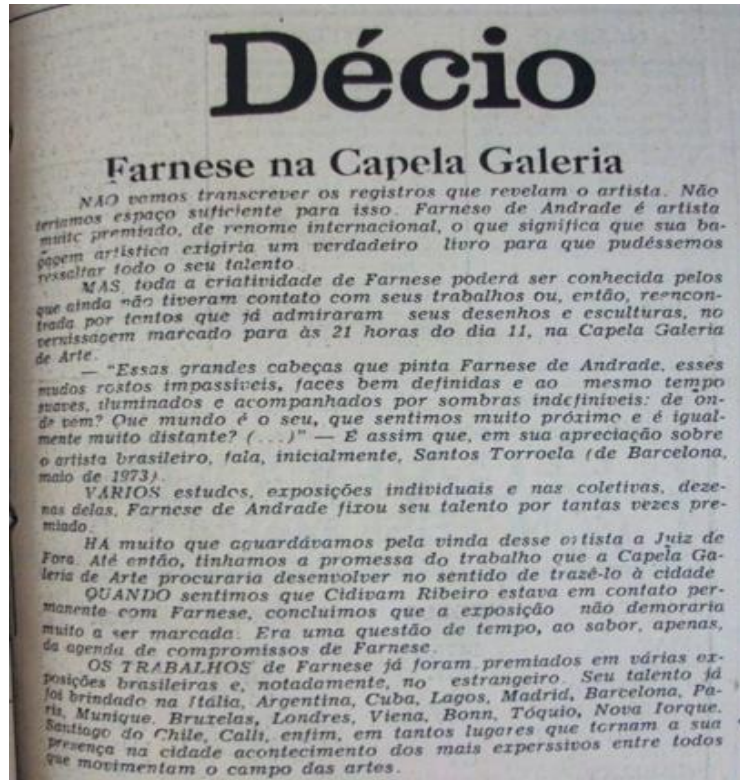 Décio
Farnese na Capela Galeria
NÃO vamos transcrever os registros que revelam o artista. Não
teríamos espaço suficiente para isso. Farnese de Andrade é artista
muito premiado, de renome internacional, o que significa que sua ba-
gagem artística exigiria um verdadeiro livro para que pudéssemos
ressaltar todo o seu talento.
MAS, toda a criatividade de Farnese poderá ser conhecida pelos
que ainda não tiveram contato com seus trabalhos ou, então, reencon-
trada por tantos que já admiraram seus desenhos e esculturas, no
vernissagem marcado para às 21 horas do dia 11, na Capela Galeria
de Arte.
— "Essas grandes cabeças que pinta Farnese de Andrade, esses
mudos rostos impassíveis, faces bem definidas e ao mesmo tempo
suaves, iluminados e acompanhados por sombras indefiníveis: de on-
de vem? Que mundo é o seu, que sentimos muito próximo e é igual-
mente muito distante? (...)" — É assim que, em sua apreciação sobre
o artista brasileiro, fala, inicialmente, Santos Torroela (de Barcelona,
maio de 1973).
VÁRIOS estudos, exposições individuais e nas coletivas, deze-
nas delas, Farnese de Andrade fixou seu talento por tantas vezes pre-
miado.
HÁ muito que aguardávamos pela vinda desse artista a Juiz de
Fora. Até então, tínhamos a promessa do trabalho que a Capela Ga-
leria de Arte procuraria desenvolver no sentido de trazê-lo à cidade
QUANDO sentimos que Cidivam Ribeiro estava em contato per-
manente com Farnese, concluímos que a exposição não demoraria
muito a ser marcada. Era uma questão de tempo, ao sabor, apenas,
da agenda de compromissos de Farnese.
OS TRABALHOS de Farnese já foram premiados em várias ex-
posições brasileiras e, notadamente, no estrangeiro. Seu talento já
foi brindado na Itália, Argentina, Cuba, Lagos, Madrid, Barcelona, Pa-
ris, Munique, Bruxelas, Londres, Viena, Bonn, Tóquio, Nova Iorque,
Santiago do Chile, Calli, enfim, em tantos lugares que tornam a sua
presença na cidade acontecimento dos mais experssivos entre todos
que movimentam o campo das artes.